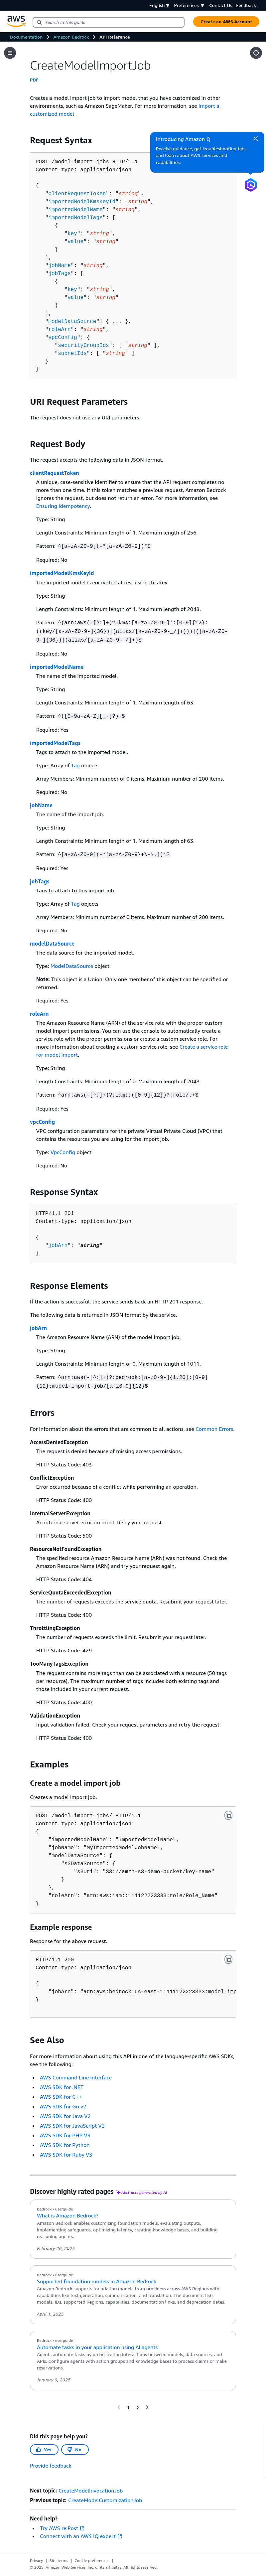 English ▼ Preferences ▼ Contact Us Feedback
aws
Search in this guide
Create an AWS Account
Documentation > Amazon Bedrock > API Reference
CreateModelImportJob
PDF
Creates a model import job to import model that you have customized in other
environments, such as Amazon SageMaker. For more information, see Import a
customized model
Introducing Amazon Q
Receive guidance, get troubleshooting tips,
and learn about AWS services and
capabilities.
Request Syntax
POST /model-import-jobs HTTP/1.1
Content-type: application/json
{
"clientRequestToken": "string",
"importedModelKmsKeyId": "string",
"importedModelName": "string",
"importedModelTags": [
{
"key": "string",
"value": "string"
}
],
"jobName": "string",
"jobTags": [
{
"key": "string",
"value": "string"
}
],
"modelDataSource": { ... },
"roleArn": "string",
"vpcConfig": {
"securityGroupIds": [ "string" ],
"subnetIds": [ "string" ]
}
}
URI Request Parameters
The request does not use any URI parameters.
Request Body
The request accepts the following data in JSON format.
clientRequestToken
A unique, case-sensitive identifier to ensure that the API request completes no
more than one time. If this token matches a previous request, Amazon Bedrock
ignores the request, but does not return an error. For more information, see
Ensuring idempotency.
Type: String
Length Constraints: Minimum length of 1. Maximum length of 256.
Pattern: ^[a-zA-Z0-9](-*[a-zA-Z0-9])*$
Required: No
importedModelKmsKeyId
The imported model is encrypted at rest using this key.
Type: String
Length Constraints: Minimum length of 1. Maximum length of 2048.
Required: No
importedModelName
The name of the imported model.
Type: String
Length Constraints: Minimum length of 1. Maximum length of 63.
Pattern: ^([0-9a-zA-Z][_-]?)+$
Required: Yes
importedModelTags
Tags to attach to the imported model.
Type: Array of Tag objects
Array Members: Minimum number of 0 items. Maximum number of 200 items.
Required: No
jobName
The name of the import job.
Type: String
Length Constraints: Minimum length of 1. Maximum length of 63.
Pattern: ^[a-zA-Z0-9](-*[a-zA-Z0-9\+\-\.])*$
Required: Yes
jobTags
Tags to attach to this import job.
Type: Array of Tag objects
Array Members: Minimum number of 0 items. Maximum number of 200 items.
Required: No
modelDataSource
The data source for the imported model.
Type: ModelDataSource object
Note: This object is a Union. Only one member of this object can be specified or
returned.
Required: Yes
roleArn
The Amazon Resource Name (ARN) of the service role with the proper custom
model import permissions. You can use the console to automatically create a
service role with the proper permissions or create a custom service role. For
more information about creating a custom service role, see Create a service role
for model import.
Type: String
Length Constraints: Minimum length of 0. Maximum length of 2048.
Pattern: ^arn:aws(-[^:]+)?:iam::([0-9]{12})?:role/.+$
Required: Yes
vpcConfig
VPC configuration parameters for the private Virtual Private Cloud (VPC) that
contains the resources you are using for the import job.
Type: VpcConfig object
Required: No
Response Syntax
HTTP/1.1 201
Content-type: application/json
{
"jobArn": "string"
}
Response Elements
If the action is successful, the service sends back an HTTP 201 response.
The following data is returned in JSON format by the service.
jobArn
The Amazon Resource Name (ARN) of the model import job.
Type: String
Length Constraints: Minimum length of 0. Maximum length of 1011.
Pattern: ^arn:aws(-[^:]+)?:bedrock:[a-z0-9-]{1,20}:[0-9]
{12}:model-import-job/[a-z0-9]{12}$
Errors
For information about the errors that are common to all actions, see Common Errors.
AccessDeniedException
The request is denied because of missing access permissions.
HTTP Status Code: 403
ConflictException
Error occurred because of a conflict while performing an operation.
HTTP Status Code: 400
InternalServerException
An internal server error occurred. Retry your request.
HTTP Status Code: 500
ResourceNotFoundException
The specified resource Amazon Resource Name (ARN) was not found. Check the
Amazon Resource Name (ARN) and try your request again.
HTTP Status Code: 404
ServiceQuotaExceededException
The number of requests exceeds the service quota. Resubmit your request later.
HTTP Status Code: 400
ThrottlingException
The number of requests exceeds the limit. Resubmit your request later.
HTTP Status Code: 429
TooManyTagsException
The request contains more tags than can be associated with a resource (50 tags
per resource). The maximum number of tags includes both existing tags and
those included in your current request.
HTTP Status Code: 400
ValidationException
Input validation failed. Check your request parameters and retry the request.
HTTP Status Code: 400
Examples
Create a model import job
Creates a model import job.
POST /model-import-jobs/ HTTP/1.1
Content-type: application/json
{
"importedModelName": "ImportedModelName",
"jobName": "MyImportedModelJobName",
"modelDataSource": {
"s3DataSource": {
"s3Uri": "S3://amzn-s3-demo-bucket/key-name"
}
},
"roleArn": "arn:aws:iam::111122223333:role/Role_Name"
}
Example response
Response for the above request.
HTTP/1.1 200
Content-type: application/json
{
"jobArn": "arn:aws:bedrock:us-east-1:111122223333:model-imp
}
See Also
For more information about using this API in one of the language-specific AWS SDKs,
see the following:
AWS Command Line Interface
AWS SDK for .NET
AWS SDK for C++
AWS SDK for Go v2
AWS SDK for Java V2
AWS SDK for JavaScript V3
AWS SDK for PHP V3
AWS SDK for Python
AWS SDK for Ruby V3
Discover highly rated pages Abstracts generated by AI
Bedrock › userguide
What is Amazon Bedrock?
Amazon Bedrock enables customizing foundation models, evaluating outputs,
implementing safeguards, optimizing latency, creating knowledge bases, and building
reasoning agents.
February 26, 2025
Bedrock › userguide
Supported foundation models in Amazon Bedrock
Amazon Bedrock supports foundation models from providers across AWS Regions with
capabilities like text generation, summarization, and translation. The document lists
models, IDs, supported Regions, capabilities, documentation links, and deprecation dates.
April 1, 2025
Bedrock › userguide
Automate tasks in your application using AI agents
Agents automate tasks by orchestrating interactions between models, data sources, and
APIs. Configure agents with action groups and knowledge bases to process claims or make
reservations.
January 9, 2025
1 2
Did this page help you?
Yes No
Provide feedback
Next topic: CreateModelInvocationJob
Previous topic: CreateModelCustomizationJob
Need help?
Try AWS re:Post
Connect with an AWS IQ expert
Privacy | Site terms | Cookie preferences |
© 2025, Amazon Web Services, Inc. or its affiliates. All rights reserved.